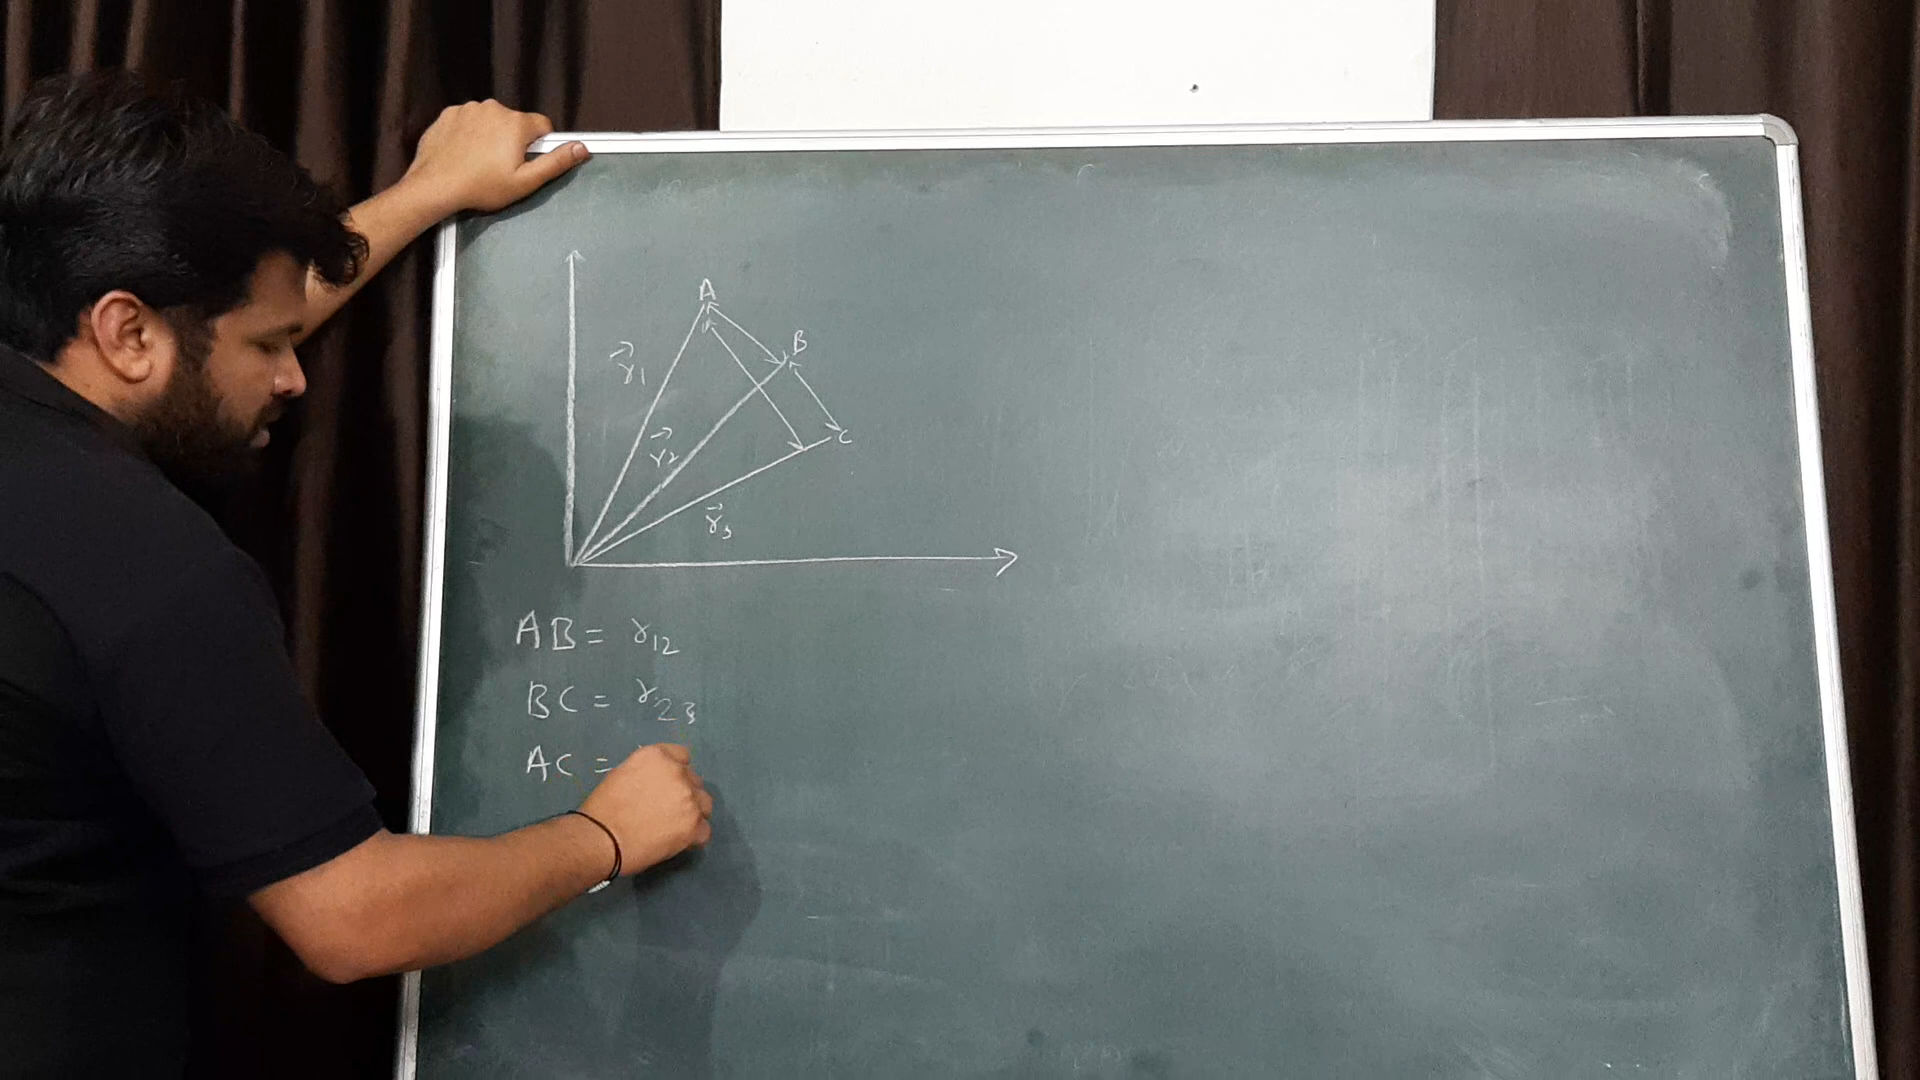 A
B
r⃗1
C
r⃗2
r⃗3
AB = r12
BC = r23
AC =